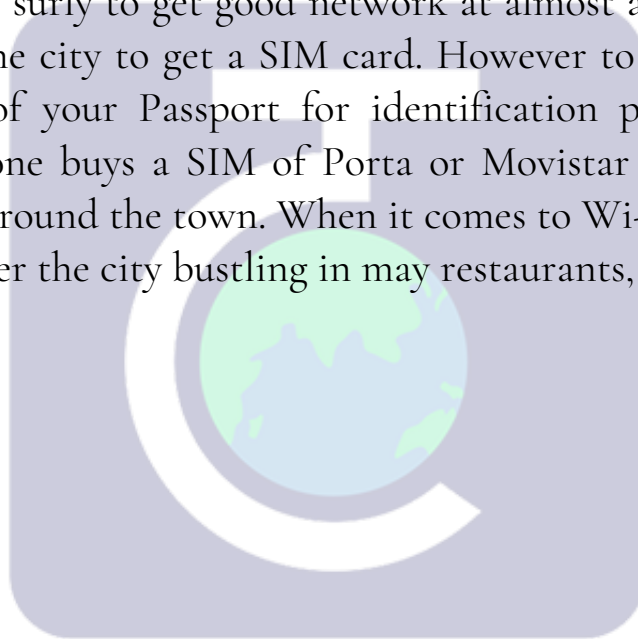 surly to get good network at almost a
he city to get a SIM card. However to
of your Passport for identification p
one buys a SIM of Porta or Movistar
round the town. When it comes to Wi-
er the city bustling in may restaurants,